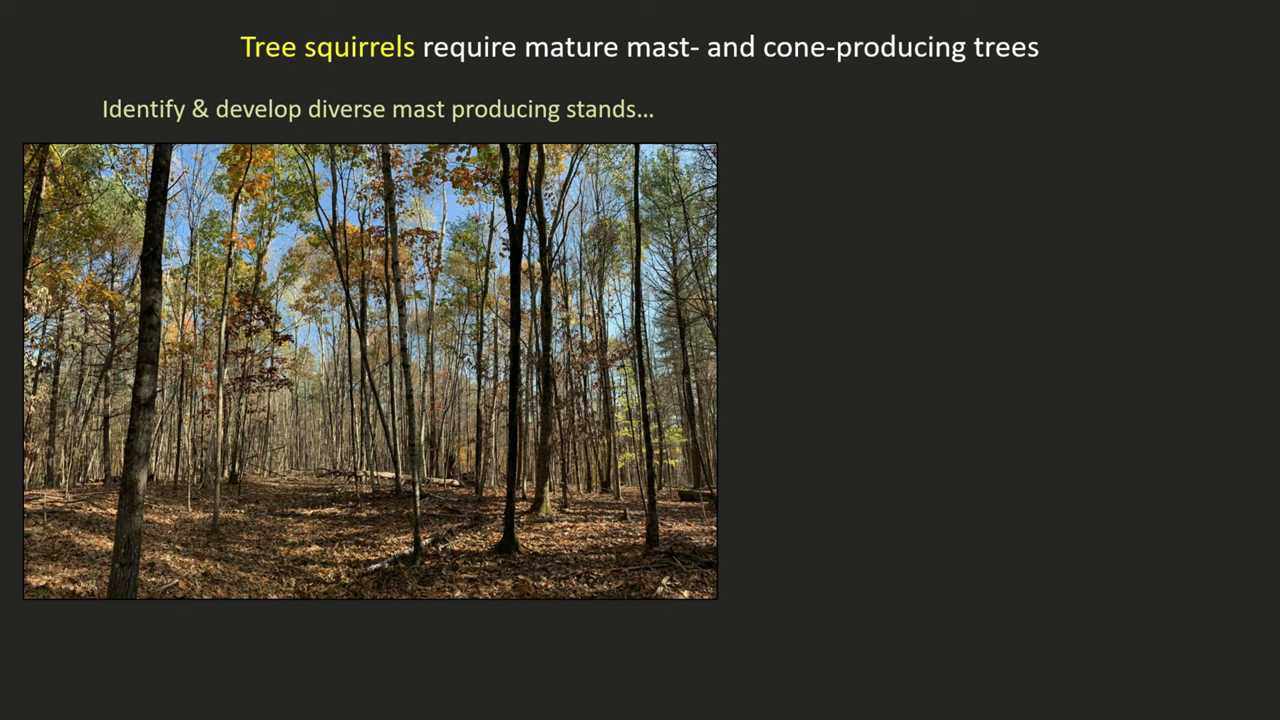 Tree squirrels require mature mast- and cone-producing trees
Identify & develop diverse mast producing stands…